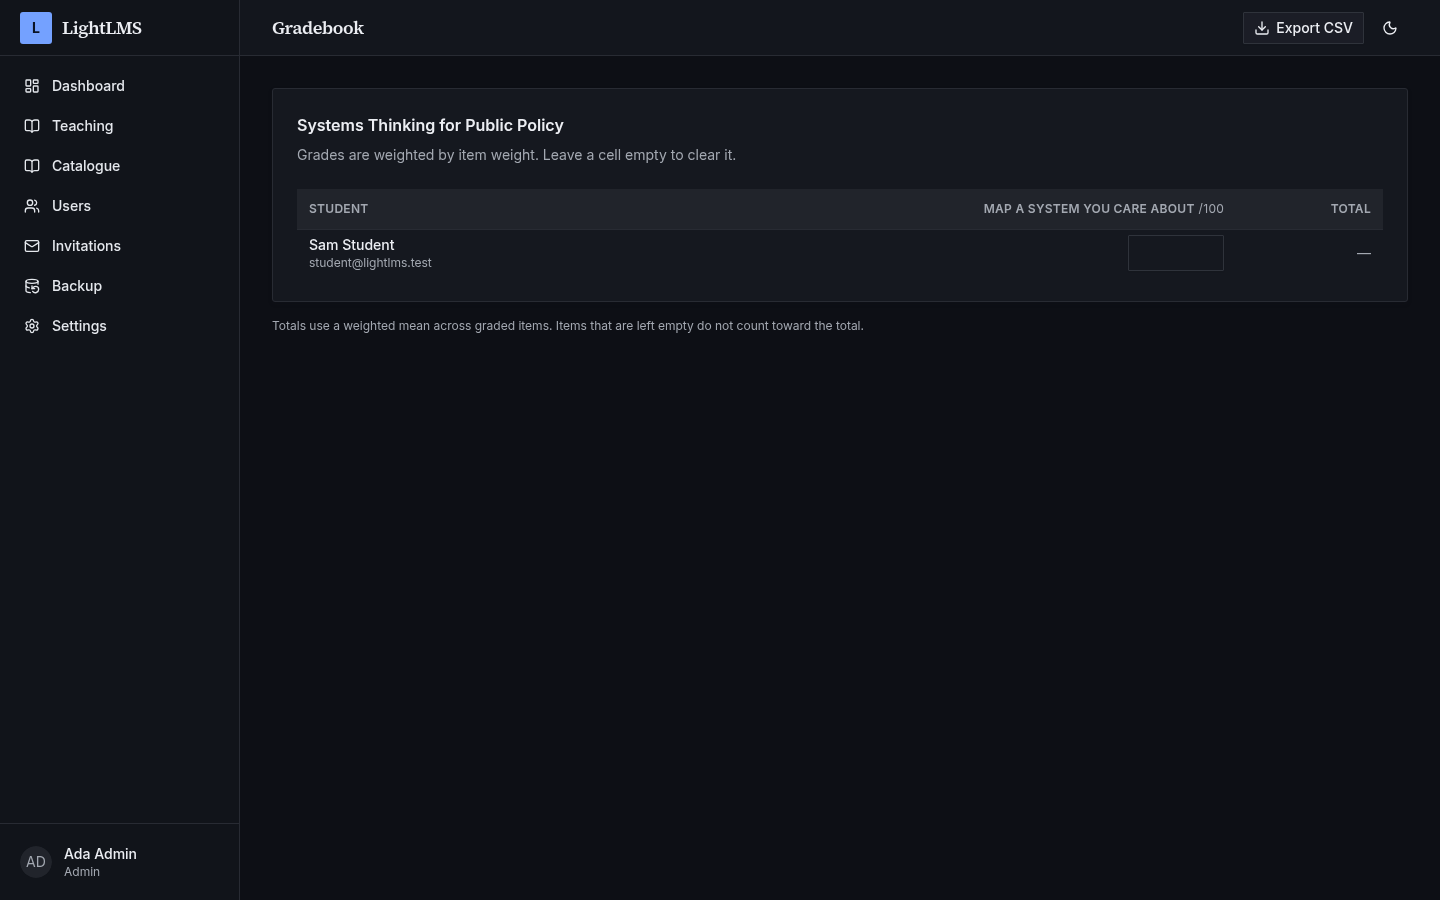 L LightLMS
Gradebook
Export CSV
Dashboard
Teaching
Catalogue
Users
Invitations
Backup
Settings
Systems Thinking for Public Policy
Grades are weighted by item weight. Leave a cell empty to clear it.
STUDENT MAP A SYSTEM YOU CARE ABOUT /100 TOTAL
Sam Student
student@lightlms.test
—
Totals use a weighted mean across graded items. Items that are left empty do not count toward the total.
AD
Ada Admin
Admin